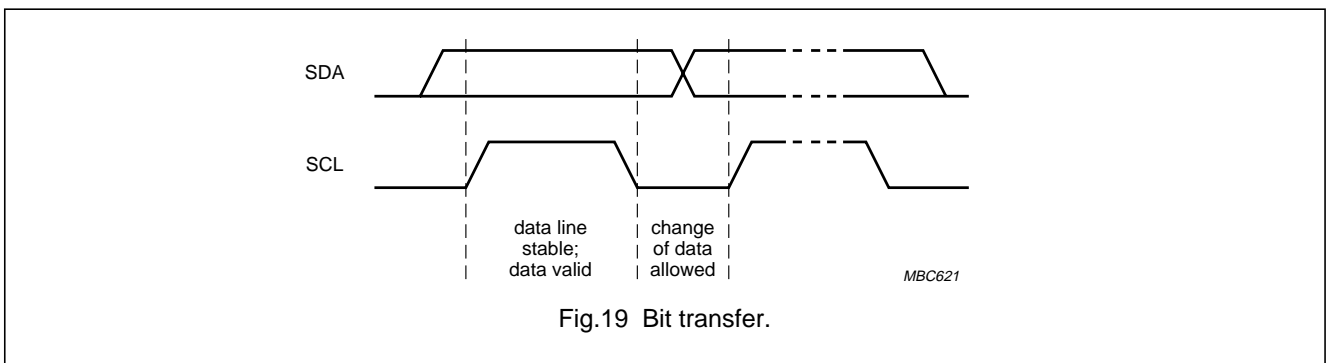 SDA
SCL
data line
stable;
data valid
change
of data
allowed
MBC621
Fig.19 Bit transfer.